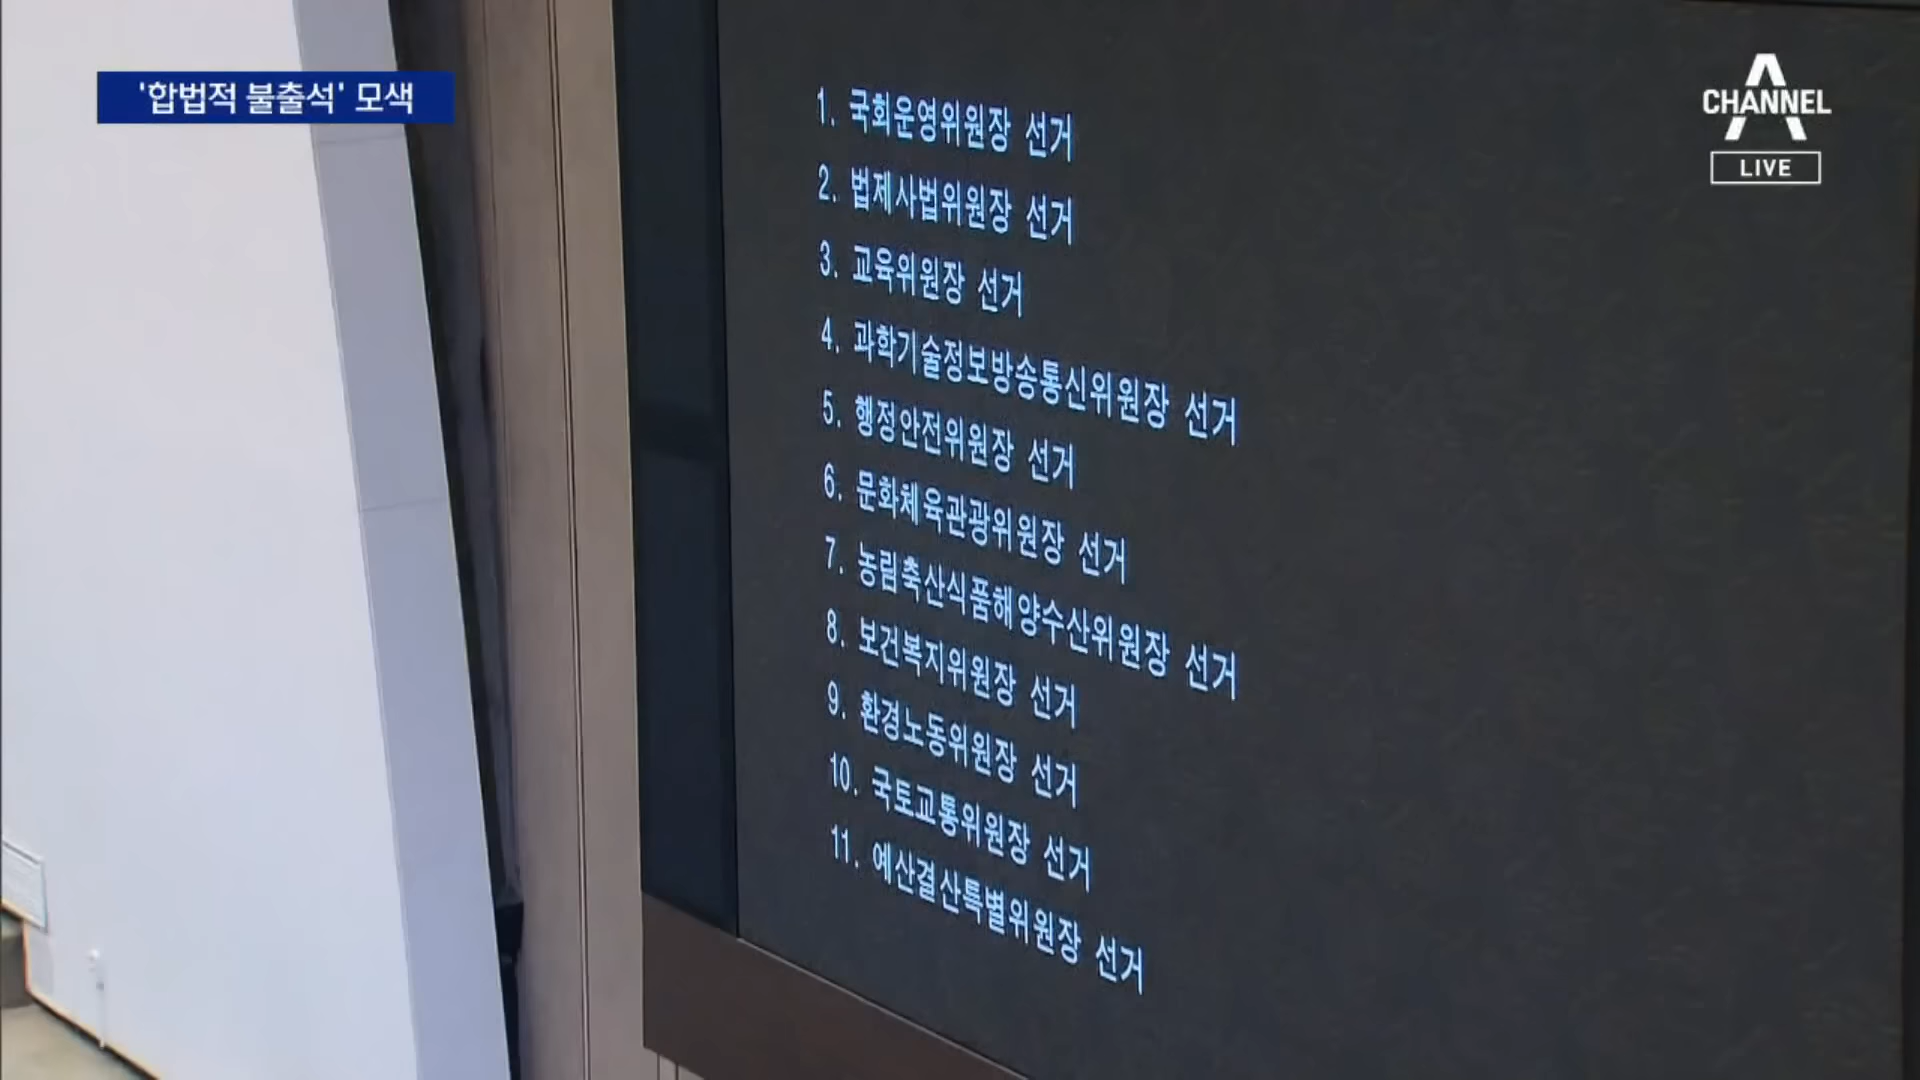 '합법적 불출석' 모색
CHANNEL A
LIVE
1. 국회운영위원장 선거
2. 법제사법위원장 선거
3. 교육위원장 선거
4. 과학기술정보방송통신위원장 선거
5. 행정안전위원장 선거
6. 문화체육관광위원장 선거
7. 농림축산식품해양수산위원장 선거
8. 보건복지위원장 선거
9. 환경노동위원장 선거
10. 국토교통위원장 선거
11. 예산결산특별위원장 선거